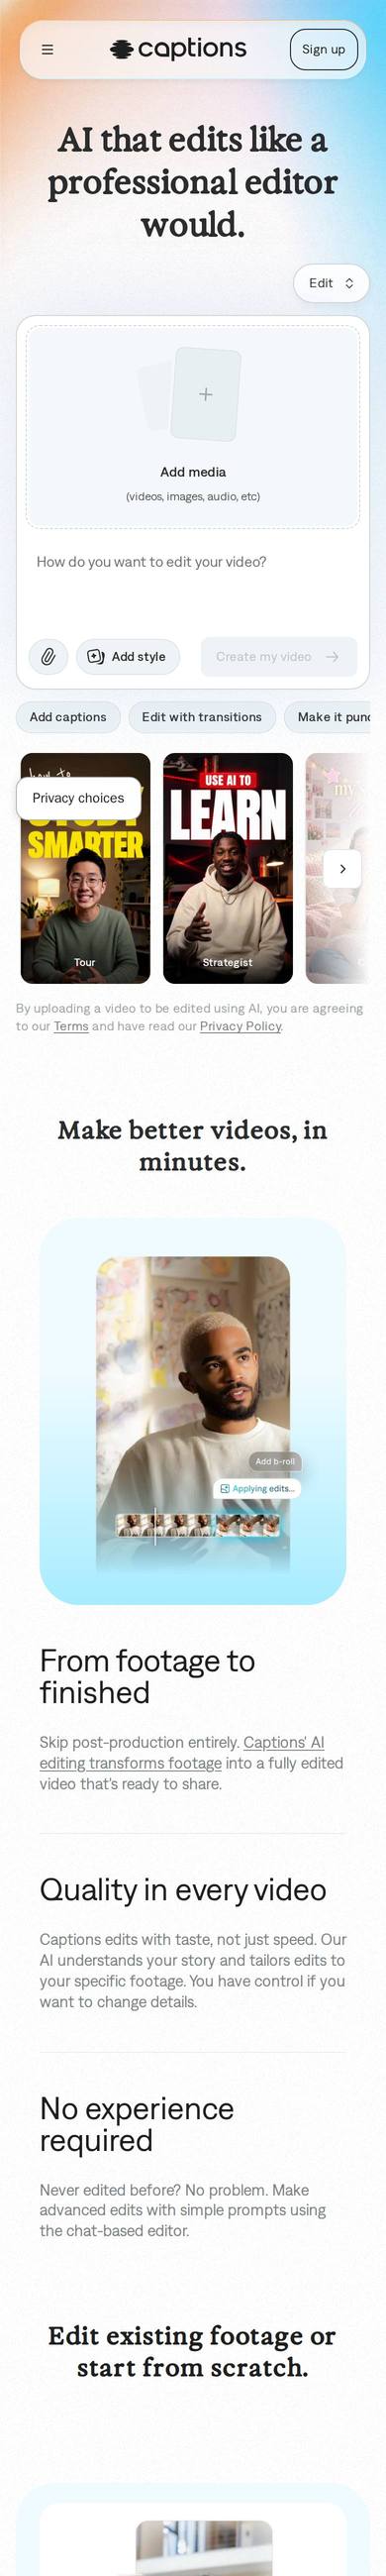 captions
Sign up
AI that edits like a
professional editor
would.
Edit
Add media
(videos, images, audio, etc)
How do you want to edit your video?
Add style
Create my video
Add captions
Edit with transitions
Make it punc
how to
my
Privacy choices
STUDY
SMARTER
USE AI TO
LEARN
Tour
Strategist
By uploading a video to be edited using AI, you are agreeing
to our Terms and have read our Privacy Policy.
Make better videos, in
minutes.
Add b-roll
Applying edits...
From footage to
finished
Skip post-production entirely. Captions' AI
editing transforms footage into a fully edited
video that's ready to share.
Quality in every video
Captions edits with taste, not just speed. Our
AI understands your story and tailors edits to
your specific footage. You have control if you
want to change details.
No experience
required
Never edited before? No problem. Make
advanced edits with simple prompts using
the chat-based editor.
Edit existing footage or
start from scratch.